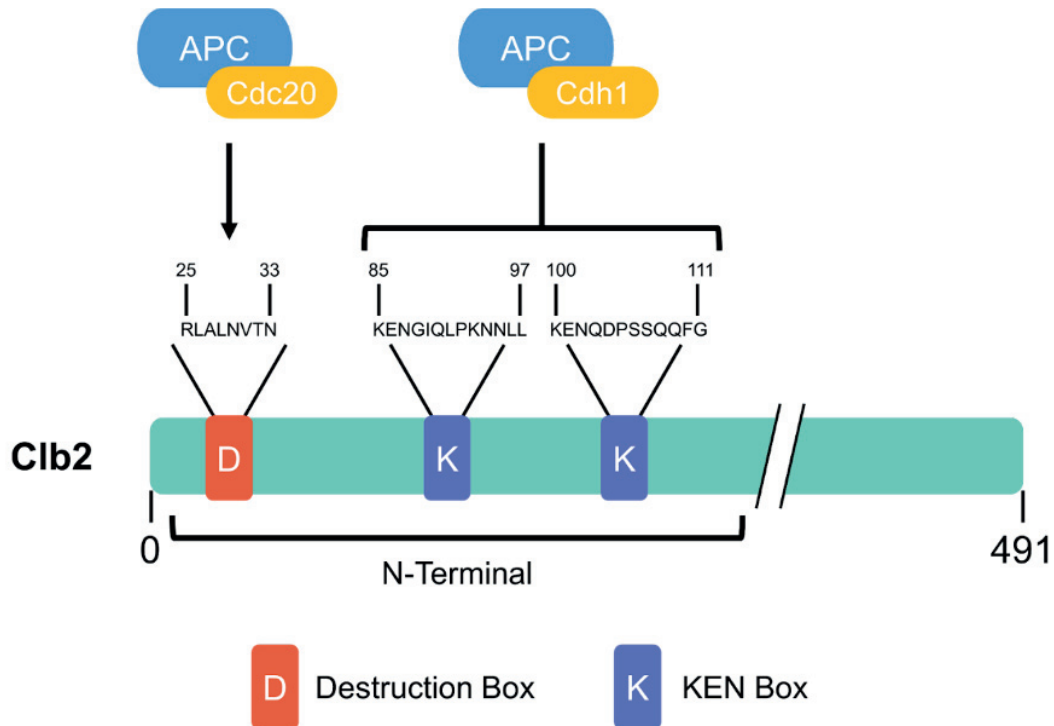 APC APC
Cdc20 Cdh1
25 33 85 97 100 111
RLALNVTN KENGIQLPKNNLL KENQDPSSQQFG
Clb2 D K K
0 491
N-Terminal
D Destruction Box K KEN Box